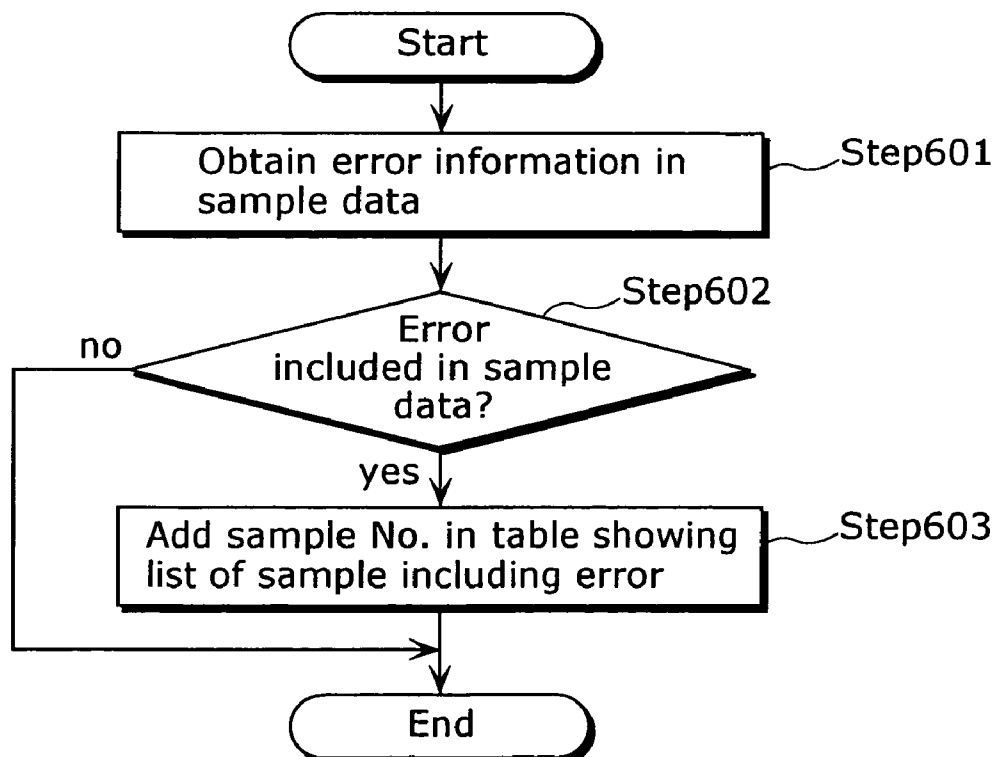 Start
Obtain error information in
sample data
Step601
Step602
Error
included in sample
data?
no
yes
Add sample No. in table showing
list of sample including error
Step603
End